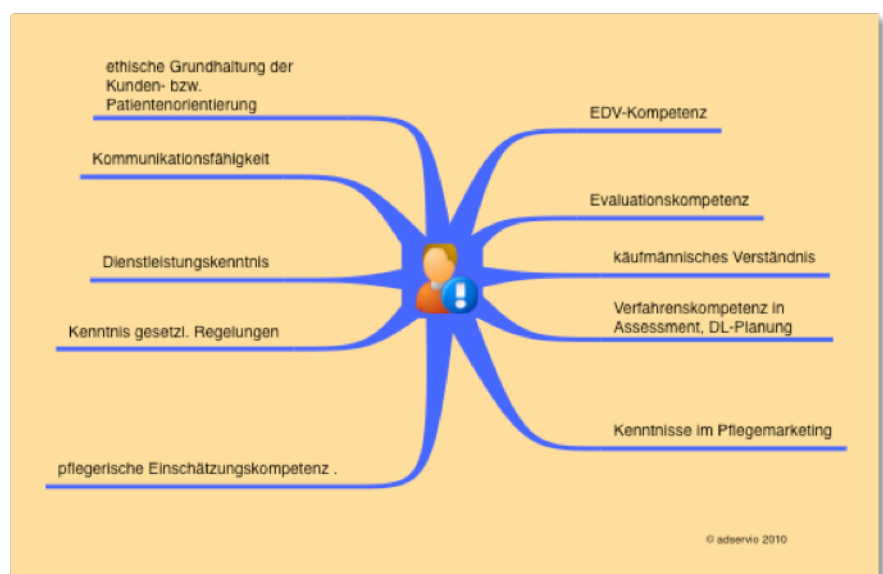 ethische Grundhaltung der
Kunden- bzw.
Patientenorientierung
Kommunikationsfähigkeit
Dienstleistungskenntnis
Kenntnis gesetzl. Regelungen
pflegerische Einschätzungskompetenz .
EDV-Kompetenz
Evaluationskompetenz
käufmännisches Verständnis
Verfahrenskompetenz in
Assessment, DL-Planung
Kenntnisse im Pflegemarketing
© adservio 2010